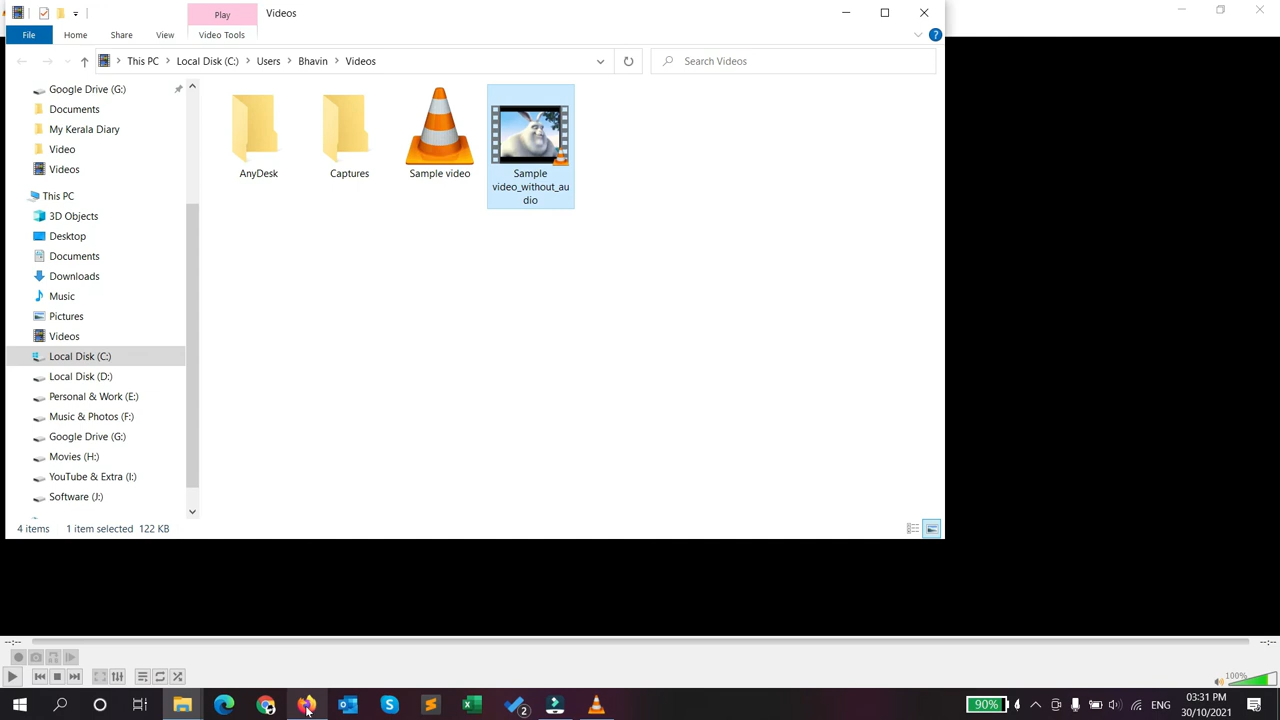 Play
Videos
File
Home
Share
View
Video Tools
This PC
Local Disk (C:)
Users
Bhavin
Videos
Search Videos
Google Drive (G:)
Documents
My Kerala Diary
Video
Videos
This PC
3D Objects
Desktop
Documents
Downloads
Music
Pictures
Videos
Local Disk (C:)
Local Disk (D:)
Personal & Work (E:)
Music & Photos (F:)
Google Drive (G:)
Movies (H:)
YouTube & Extra (I:)
Software (J:)
AnyDesk
Captures
Sample video
Sample
video_without_au
dio
4 items
1 item selected 122 KB
--:--
--:--
100%
2
90%
ENG
03:31 PM
30/10/2021